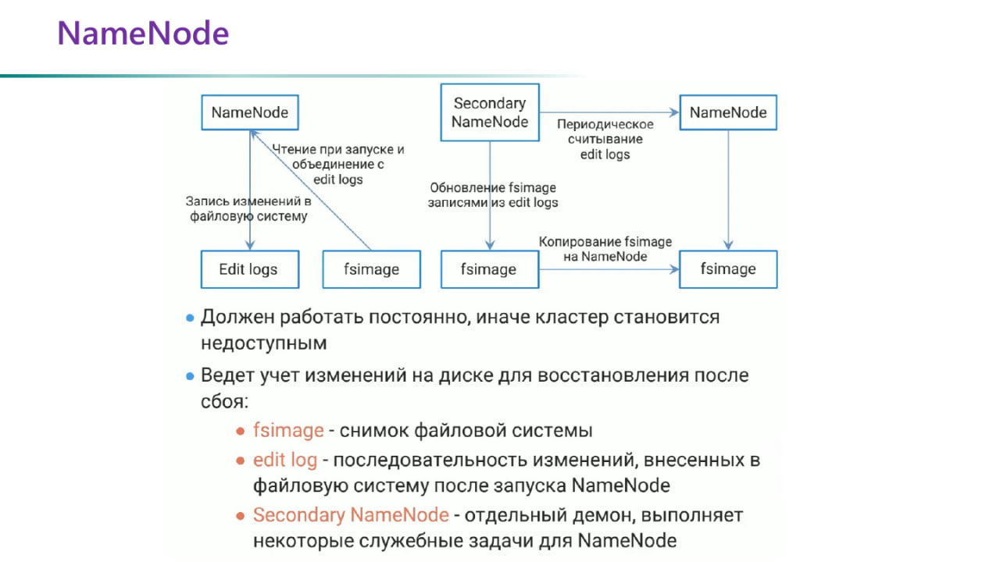 NameNode
NameNode
Secondary
NameNode
NameNode
Периодическое
считывание
edit logs
Чтение при запуске и
объединение с
edit logs
Запись изменений в
файловую систему
Обновление fsimage
записями из edit logs
Копирование fsimage
на NameNode
Edit logs
fsimage
fsimage
fsimage
• Должен работать постоянно, иначе кластер становится
недоступным
• Ведет учет изменений на диске для восстановления после
сбоя:
• fsimage - снимок файловой системы
• edit log - последовательность изменений, внесенных в
файловую систему после запуска NameNode
• Secondary NameNode - отдельный демон, выполняет
некоторые служебные задачи для NameNode